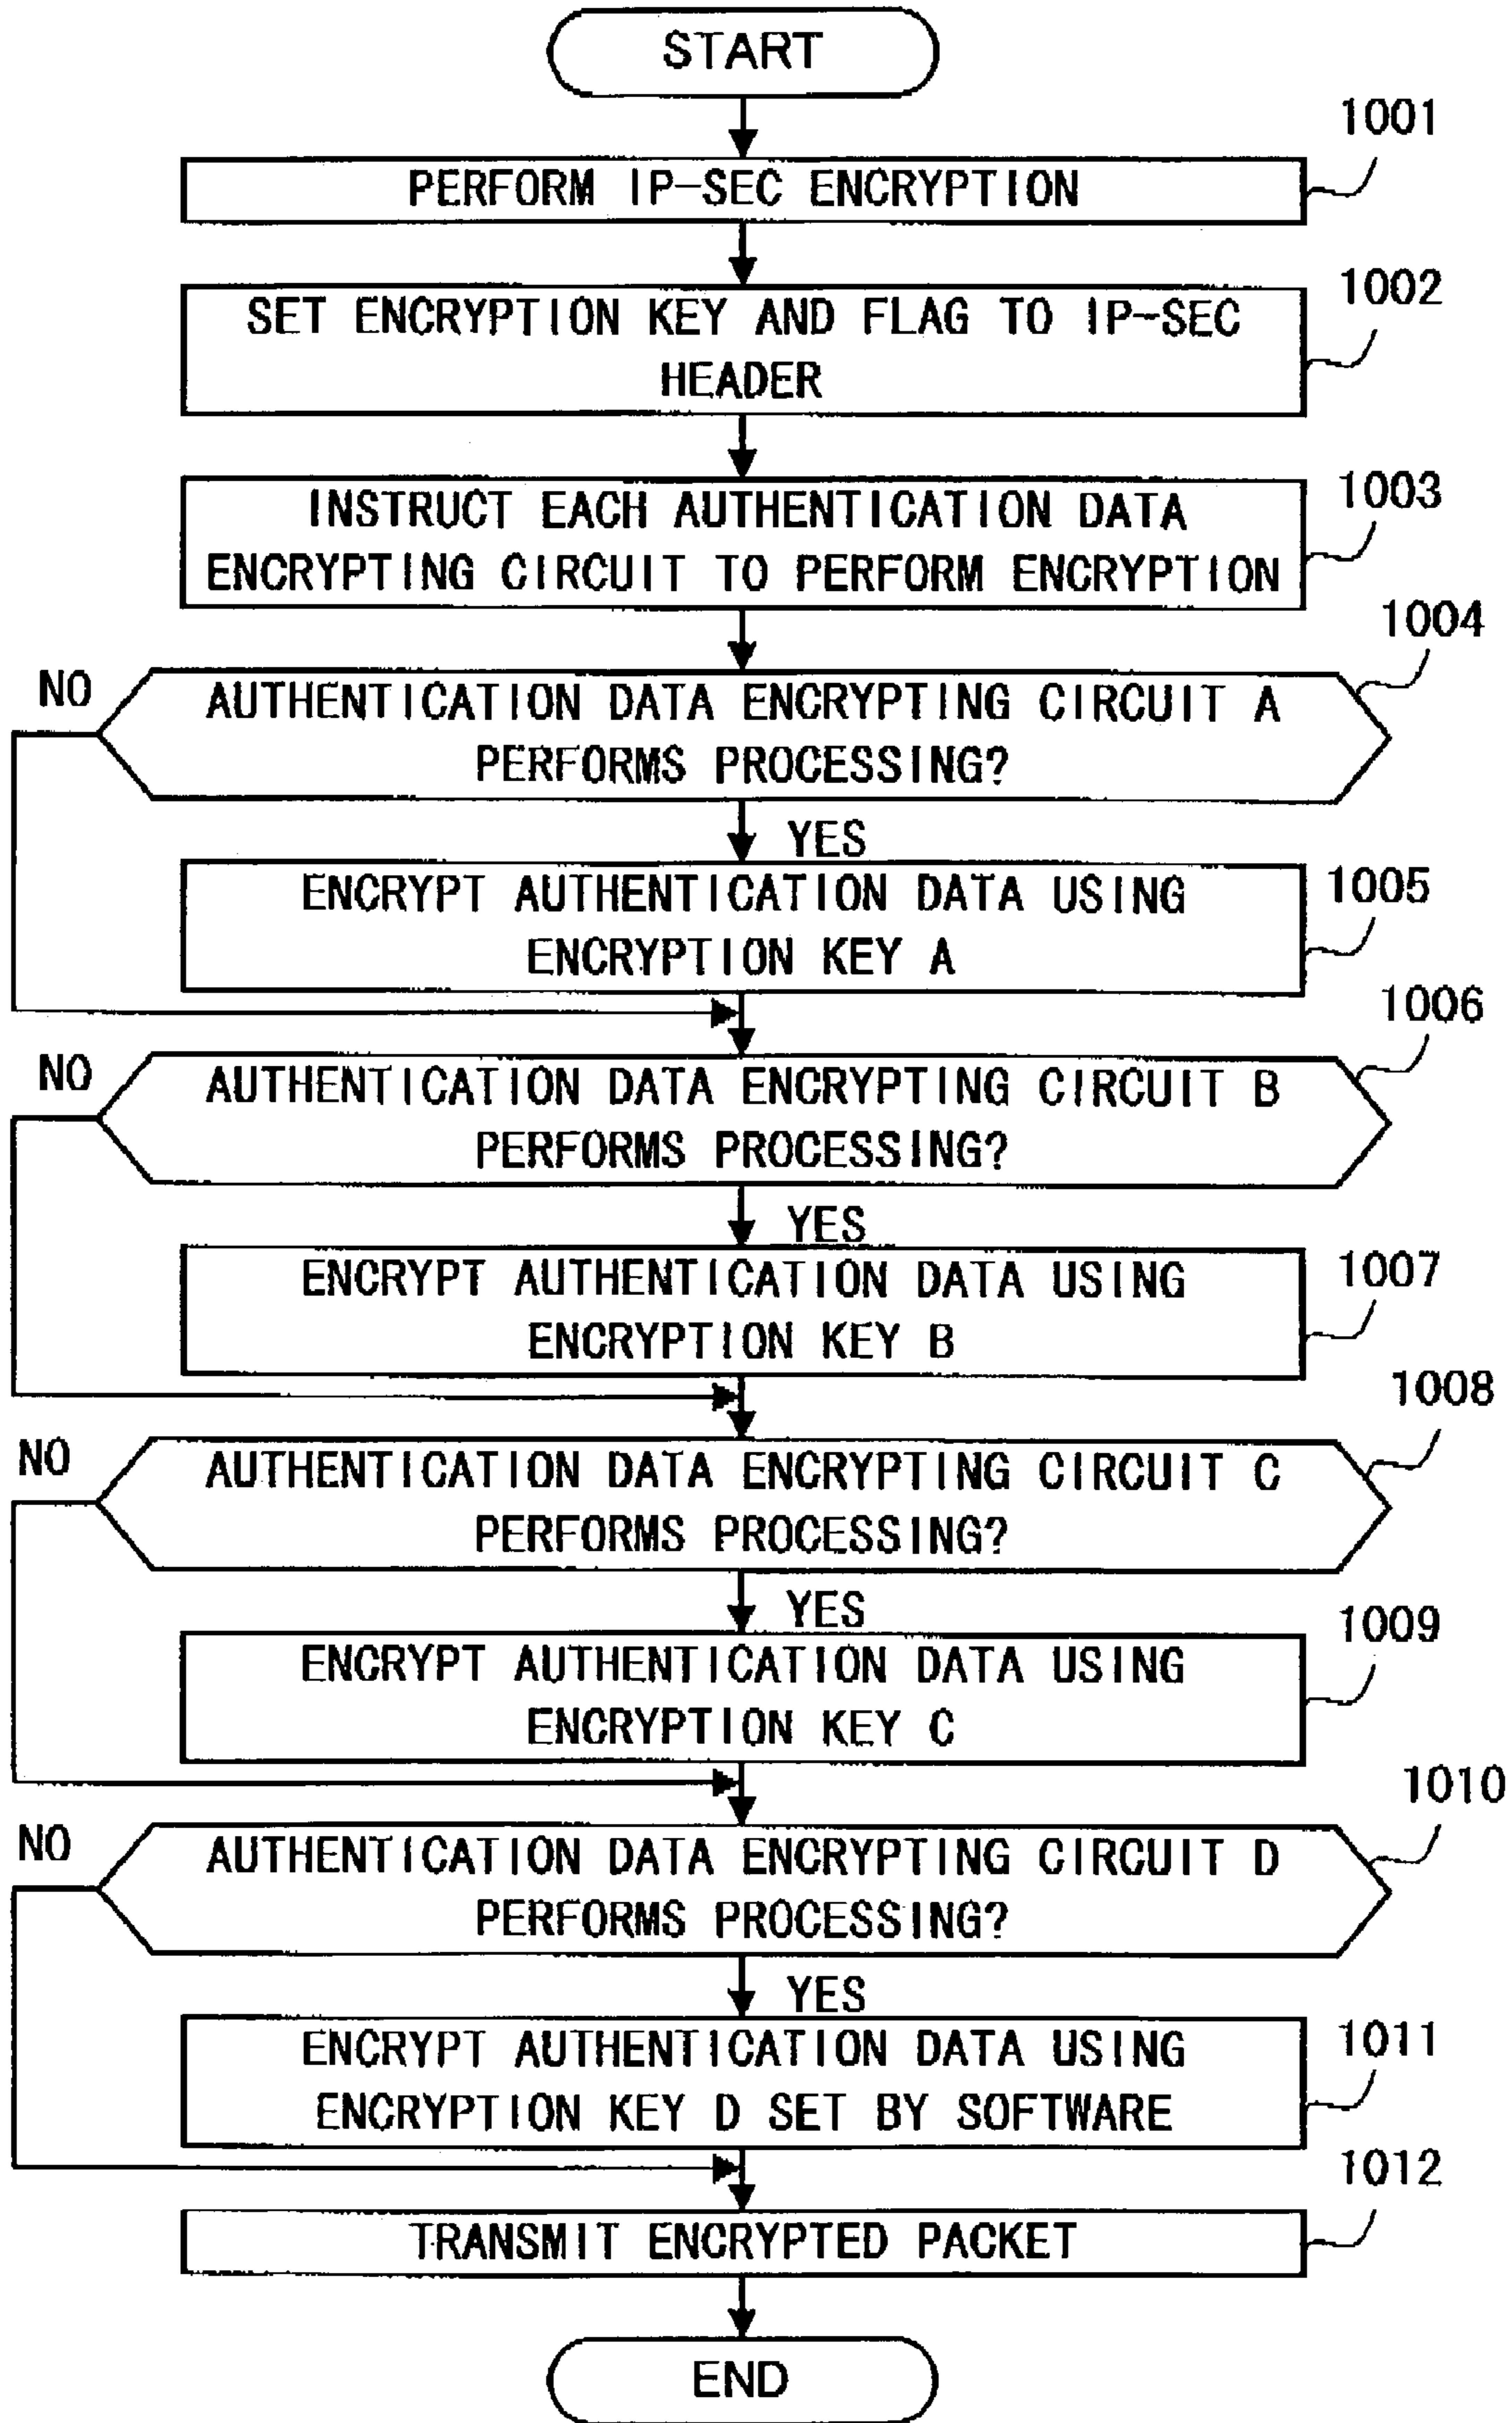 START
1001
PERFORM IP-SEC ENCRYPTION
1002
SET ENCRYPTION KEY AND FLAG TO IP-SEC
HEADER
1003
INSTRUCT EACH AUTHENTICATION DATA
ENCRYPTING CIRCUIT TO PERFORM ENCRYPTION
1004
NO
AUTHENTICATION DATA ENCRYPTING CIRCUIT A
PERFORMS PROCESSING?
YES
1005
ENCRYPT AUTHENTICATION DATA USING
ENCRYPTION KEY A
1006
NO
AUTHENTICATION DATA ENCRYPTING CIRCUIT B
PERFORMS PROCESSING?
YES
1007
ENCRYPT AUTHENTICATION DATA USING
ENCRYPTION KEY B
1008
NO
AUTHENTICATION DATA ENCRYPTING CIRCUIT C
PERFORMS PROCESSING?
YES
1009
ENCRYPT AUTHENTICATION DATA USING
ENCRYPTION KEY C
1010
NO
AUTHENTICATION DATA ENCRYPTING CIRCUIT D
PERFORMS PROCESSING?
YES
1011
ENCRYPT AUTHENTICATION DATA USING
ENCRYPTION KEY D SET BY SOFTWARE
1012
TRANSMIT ENCRYPTED PACKET
END